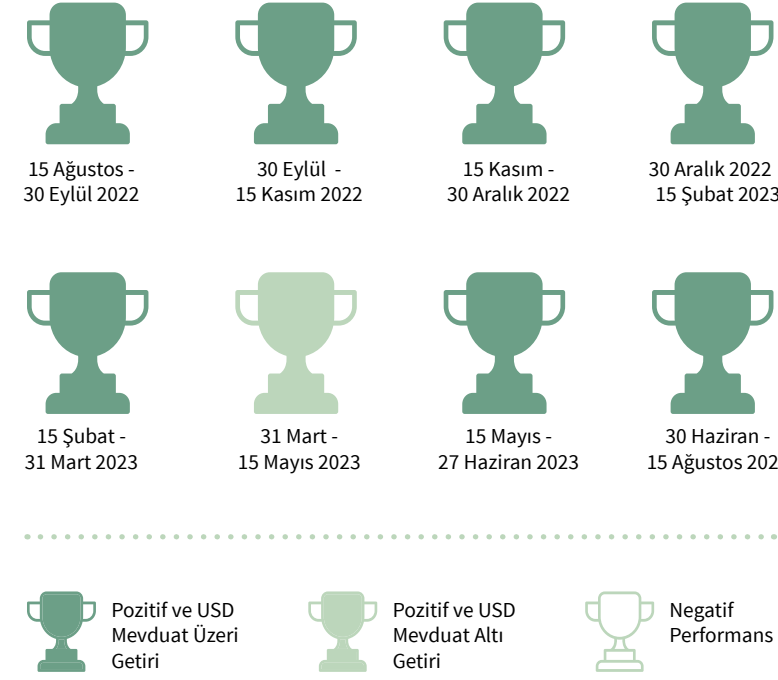 15 Ağustos -
30 Eylül 2022
30 Eylül -
15 Kasım 2022
15 Kasım -
30 Aralık 2022
30 Aralık 2022
15 Şubat 2023
15 Şubat -
31 Mart 2023
31 Mart -
15 Mayıs 2023
15 Mayıs -
27 Haziran 2023
30 Haziran -
15 Ağustos 202
Pozitif ve USD
Mevduat Üzeri
Getiri
Pozitif ve USD
Mevduat Altı
Getiri
Negatif
Performans